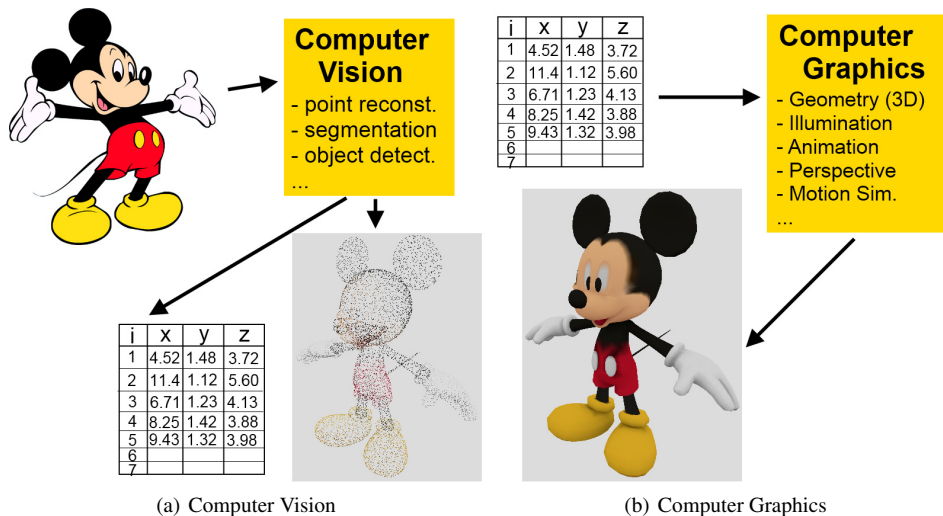 Computer
Vision
- point reconst.
- segmentation
- object detect.
...
i x y z
1 4.52 1.48 3.72
2 11.4 1.12 5.60
3 6.71 1.23 4.13
4 8.25 1.42 3.88
5 9.43 1.32 3.98
6
7
(a) Computer Vision
i x y z
1 4.52 1.48 3.72
2 11.4 1.12 5.60
3 6.71 1.23 4.13
4 8.25 1.42 3.88
5 9.43 1.32 3.98
6
7
Computer
Graphics
- Geometry (3D)
- Illumination
- Animation
- Perspective
- Motion Sim.
...
(b) Computer Graphics